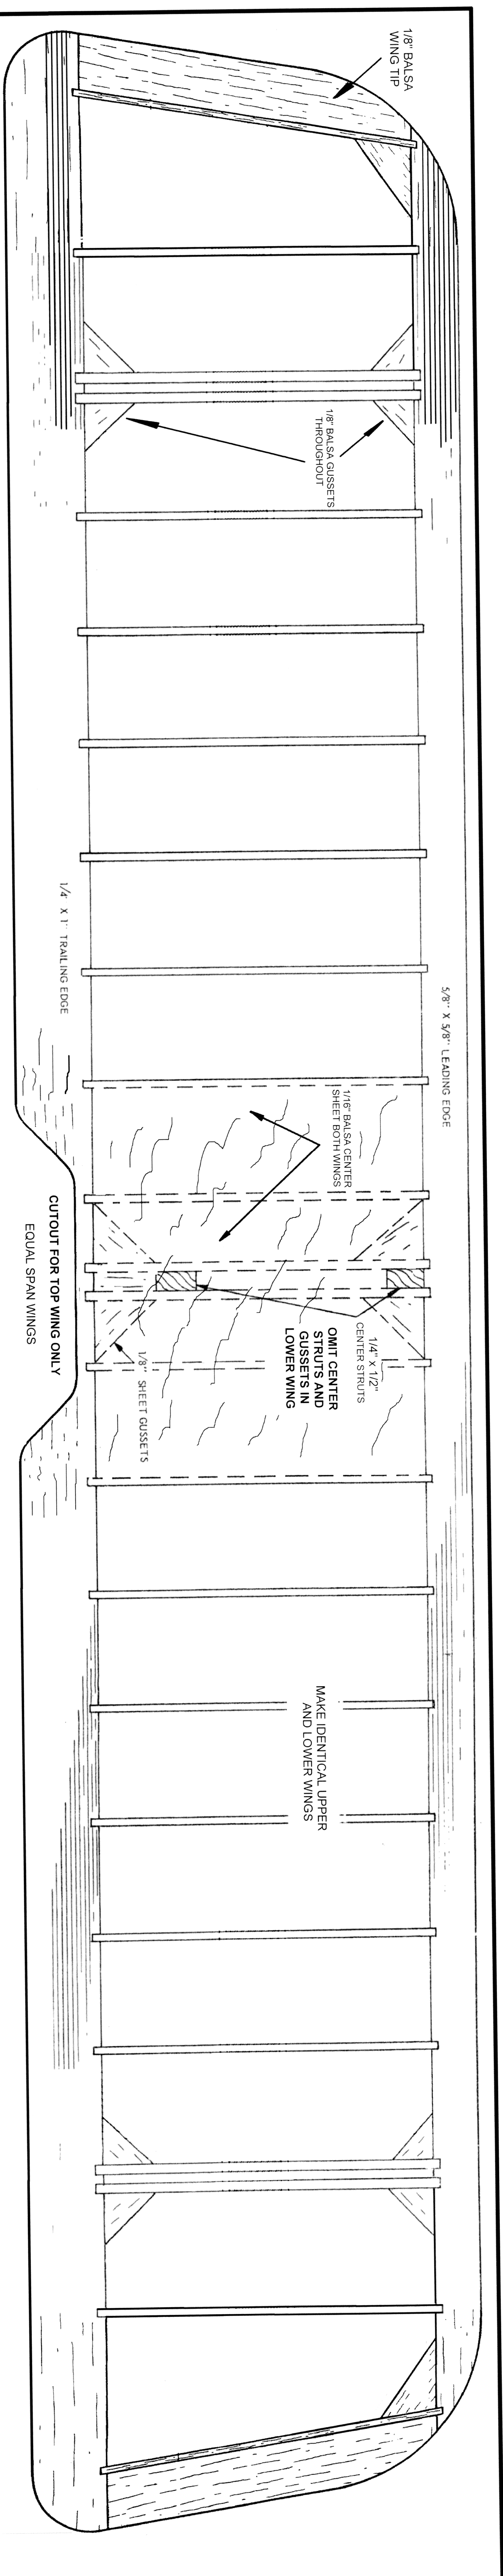 1/8" BALSA
WING TIP
1/8" BALSA GUSSETS
THROUGHOUT
1/4" X 1" TRAILING EDGE
5/8" X 5/8" LEADING EDGE
1/16" BALSA CENTER
SHEET BOTH WINGS
CUTOUT FOR TOP WING ONLY
EQUAL SPAN WINGS
1/4" x 1/2"
CENTER STRUTS
OMIT CENTER
STRUTS AND
GUSSETS IN
LOWER WING
1/8" SHEET GUSSETS
MAKE IDENTICAL UPPER
AND LOWER WINGS